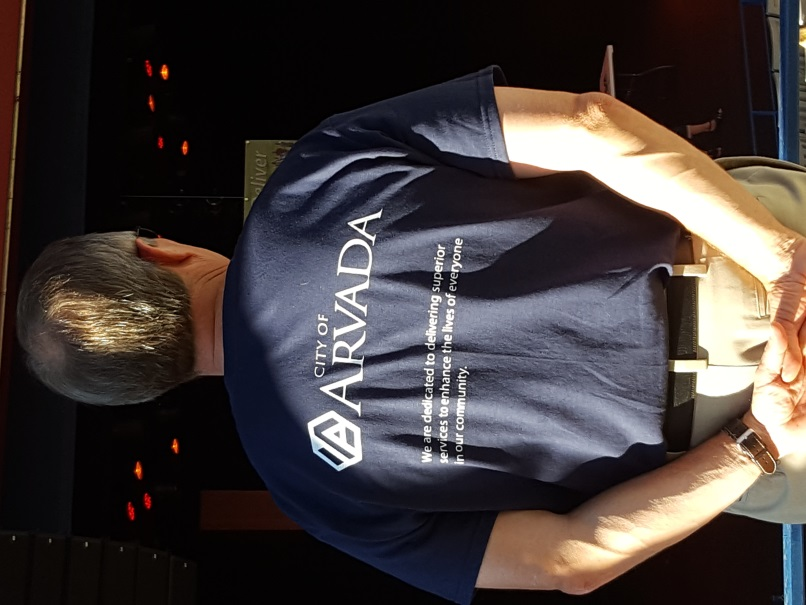 eliver
CITY OF
ARVADA
We are dedicated to delivering superior
services to enhance the lives of everyone
in our community.